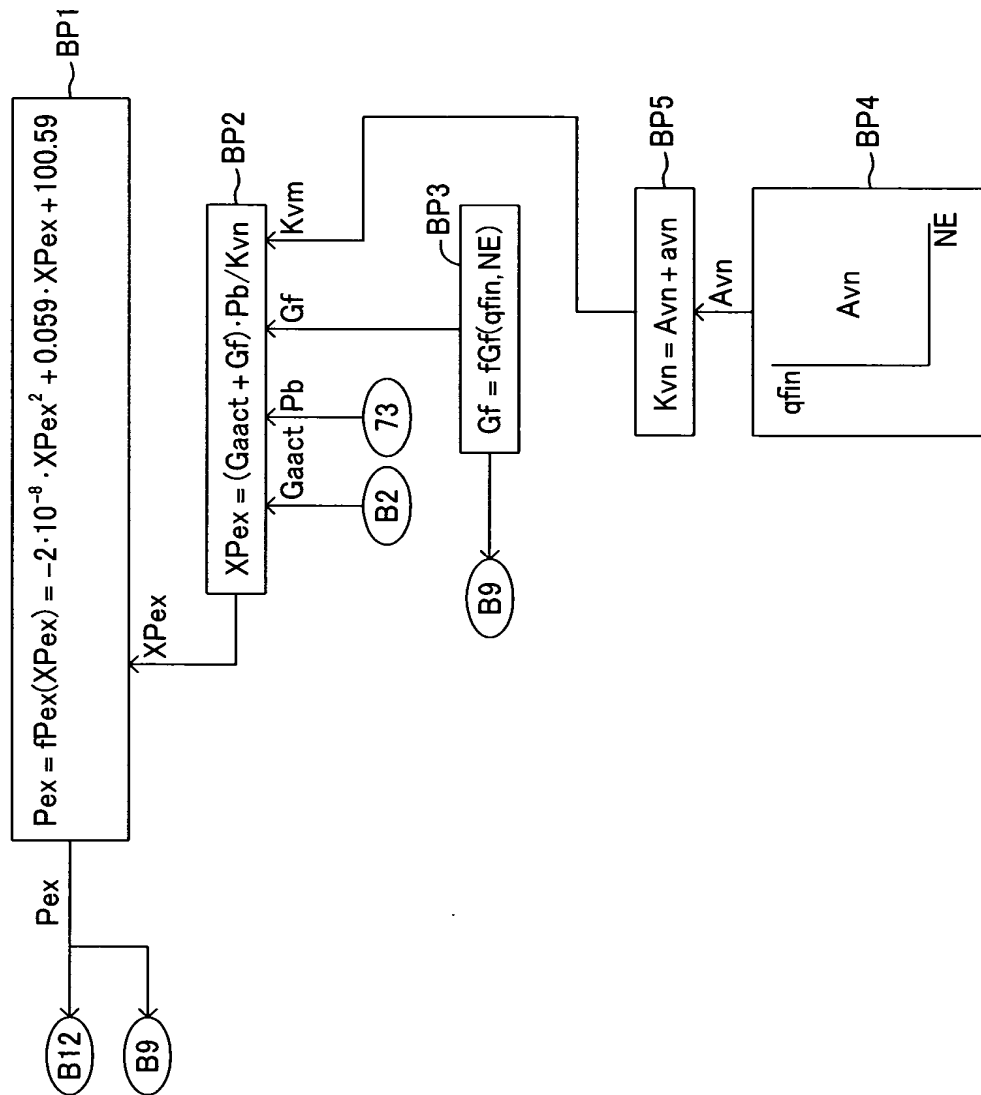 BP1
Pex = fPex(XPex) = −2·10⁻⁸·XPex² + 0.059·XPex + 100.59
Pex
B12
B9
XPex
BP2
XPex = (Gaact + Gf)·Pb/Kvn
Gaact
Pb
Gf
Kvm
B2
73
BP3
Gf = fGf(qfin, NE)
B9
BP5
Kvn = Avn + avn
Avn
BP4
qfin
Avn
NE